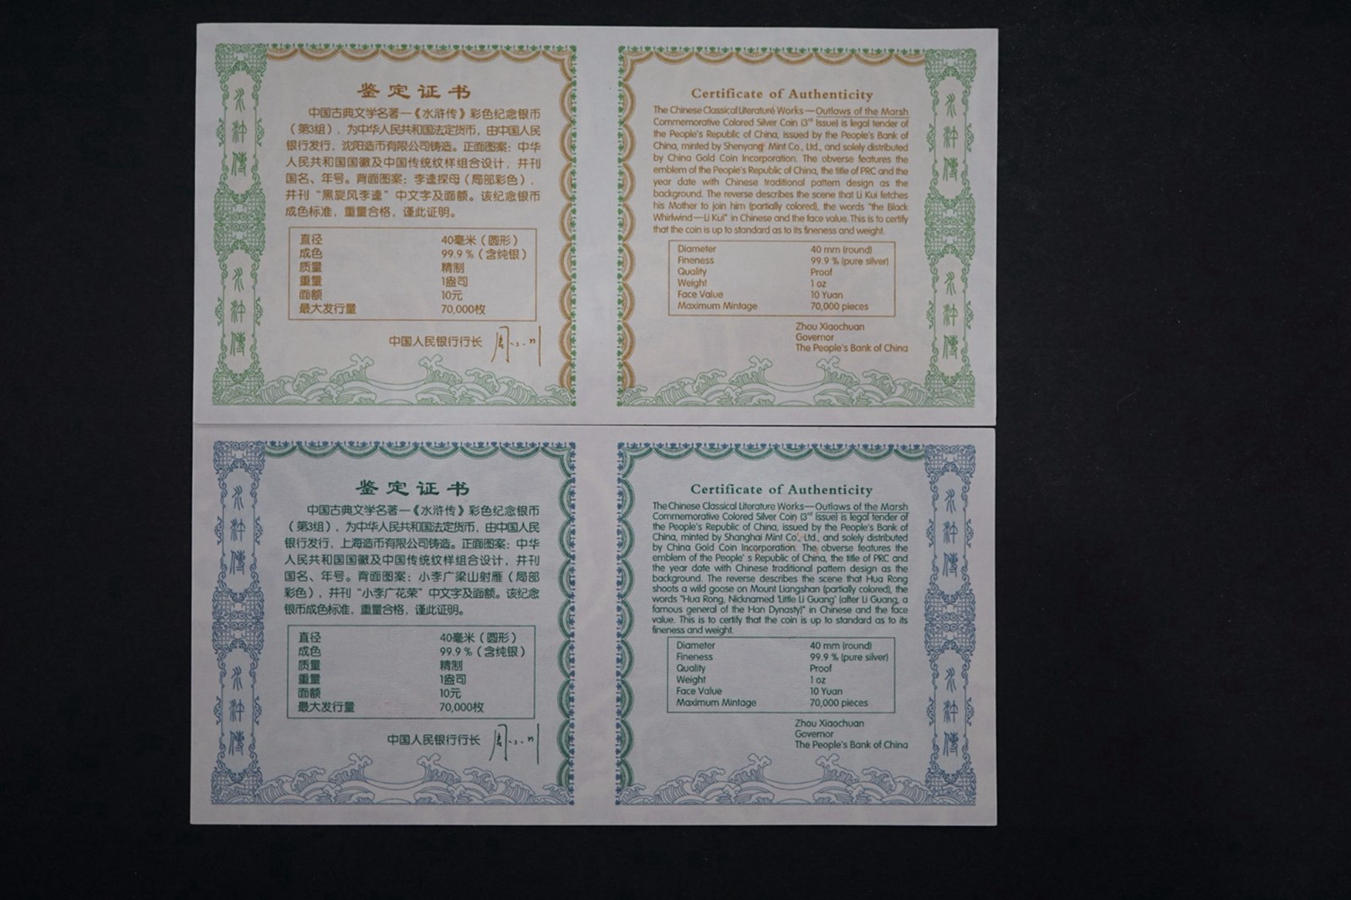 鉴定证书
中国古典文学名著—《水浒传》彩色纪念银币
（第3组），为中华人民共和国法定货币，由中国人民
银行发行，沈阳造币有限公司铸造。正面图案：中华
人民共和国国徽及中国传统纹样组合设计，并刊
国名、年号。背面图案：李逵探母（局部彩色），
并刊“黑旋风李逵”中文字及面额。该纪念银币
成色标准，重量合格，谨此证明。
直径 40毫米（圆形）
成色 99.9％（含纯银）
质量 精制
重量 1盎司
面额 10元
最大发行量 70,000枚
中国人民银行行长
水浒傳
水浒傳
Certificate of Authenticity
The Chinese Classical Literature Works—Outlaws of the Marsh
Commemorative Colored Silver Coin (3rd Issue) is legal tender of
the People's Republic of China, issued by the People's Bank of
China, minted by Shenyang Mint Co., Ltd., and solely distributed
by China Gold Coin Incorporation. The obverse features the
emblem of the People's Republic of China, the title of PRC and the
year date with Chinese traditional pattern design as the
background. The reverse describes the scene that Li Kui fetches
his Mother to join him (partially colored), the words "the Black
Whirlwind—Li Kui" in Chinese and the face value. This is to certify
that the coin is up to standard as to its fineness and weight.
Diameter 40 mm (round)
Fineness 99.9 % (pure silver)
Quality Proof
Weight 1 oz
Face Value 10 Yuan
Maximum Mintage 70,000 pieces
Zhou Xiaochuan
Governor
The People's Bank of China
水浒傳
水浒傳
鉴定证书
中国古典文学名著—《水浒传》彩色纪念银币
（第3组），为中华人民共和国法定货币，由中国人民
银行发行，上海造币有限公司铸造。正面图案：中华
人民共和国国徽及中国传统纹样组合设计，并刊
国名、年号。背面图案：小李广梁山射雁（局部
彩色），并刊“小李广花荣”中文字及面额。该纪念
银币成色标准，重量合格，谨此证明。
直径 40毫米（圆形）
成色 99.9％（含纯银）
质量 精制
重量 1盎司
面额 10元
最大发行量 70,000枚
中国人民银行行长
水浒傳
水浒傳
Certificate of Authenticity
The Chinese Classical Literature Works—Outlaws of the Marsh
Commemorative Colored Silver Coin (3rd Issue) is legal tender of
the People's Republic of China, issued by the People's Bank of
China, minted by Shanghai Mint Co., Ltd., and solely distributed
by China Gold Coin Incorporation. The obverse features the
emblem of the People' s Republic of China, the title of PRC and
the year date with Chinese traditional pattern design as the
background. The reverse describes the scene that Hua Rong
shoots a wild goose on Mount Liangshan (partially colored), the
words "Hua Rong, Nicknamed 'Little Li Guang' (after Li Guang, a
famous general of the Han Dynasty)" in Chinese and the face
value. This is to certify that the coin is up to standard as to its
fineness and weight.
Diameter 40 mm (round)
Fineness 99.9 % (pure silver)
Quality Proof
Weight 1 oz
Face Value 10 Yuan
Maximum Mintage 70,000 pieces
Zhou Xiaochuan
Governor
The People's Bank of China
水浒傳
水浒傳